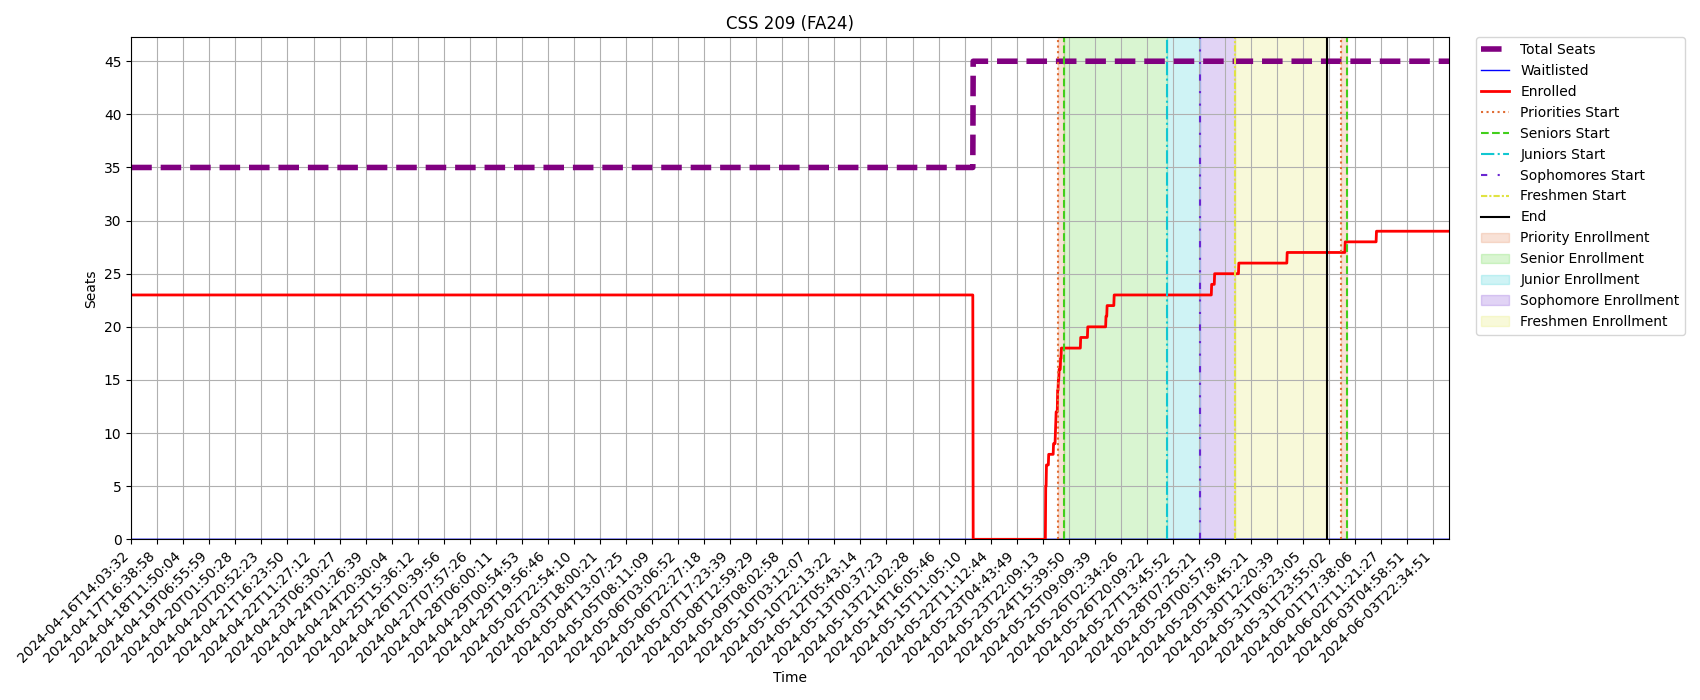 CSS 209 (FA24)
Seats
45
40
35
30
25
20
15
10
5
0
2024-04-16T14:03:32
2024-04-17T16:38:58
2024-04-18T11:50:04
2024-04-19T06:55:59
2024-04-20T01:50:28
2024-04-20T20:52:23
2024-04-21T16:23:50
2024-04-22T11:27:12
2024-04-23T06:30:27
2024-04-24T01:26:39
2024-04-24T20:30:04
2024-04-25T15:36:12
2024-04-26T10:39:56
2024-04-27T07:57:26
2024-04-28T06:00:11
2024-04-29T00:54:53
2024-04-29T19:56:46
2024-05-02T22:54:10
2024-05-03T18:00:21
2024-05-04T13:07:25
2024-05-05T08:11:09
2024-05-06T03:06:52
2024-05-06T22:27:18
2024-05-07T17:23:39
2024-05-08T12:59:29
2024-05-09T08:02:58
2024-05-10T03:12:07
2024-05-10T22:13:22
2024-05-12T05:43:14
2024-05-13T00:37:23
2024-05-13T21:02:28
2024-05-14T16:05:46
2024-05-15T11:05:10
2024-05-22T11:12:44
2024-05-23T04:43:49
2024-05-23T22:09:13
2024-05-24T15:39:50
2024-05-25T09:09:39
2024-05-26T02:34:26
2024-05-26T20:09:22
2024-05-27T13:45:52
2024-05-28T07:25:21
2024-05-29T00:57:59
2024-05-29T18:45:21
2024-05-30T12:20:39
2024-05-31T06:23:05
2024-05-31T23:55:02
2024-06-01T17:38:06
2024-06-02T11:21:27
2024-06-03T04:58:51
2024-06-03T22:34:51
Time
Total Seats
Waitlisted
Enrolled
Priorities Start
Seniors Start
Juniors Start
Sophomores Start
Freshmen Start
End
Priority Enrollment
Senior Enrollment
Junior Enrollment
Sophomore Enrollment
Freshmen Enrollment